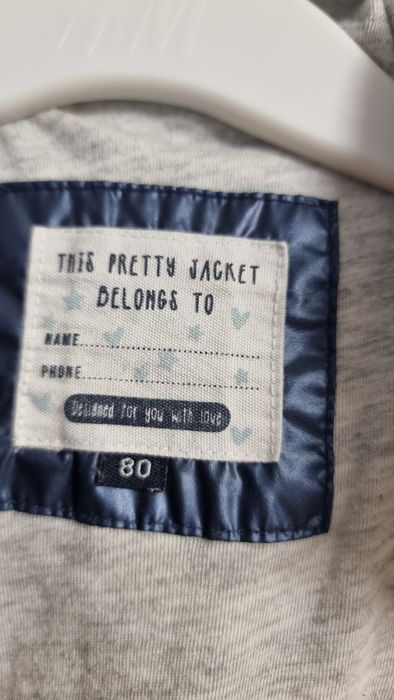 THIS PRETTY JACKET
BELONGS TO
NAME
PHONE
Designed for you with love
80